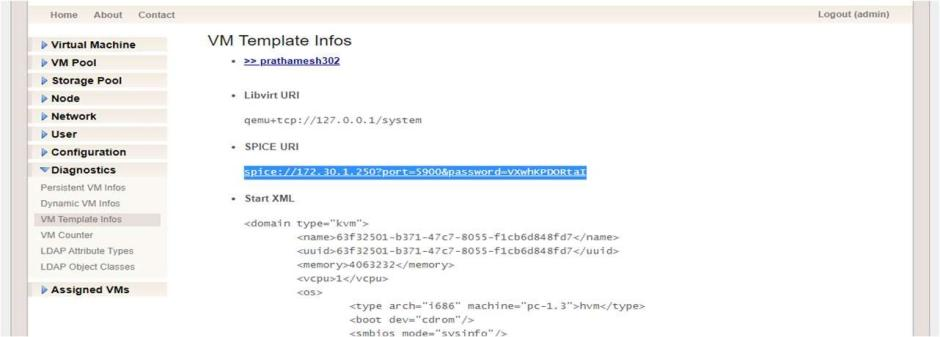 Home About Contact Logout (admin)
Virtual Machine
VM Pool
Storage Pool
Node
Network
User
Configuration
Diagnostics
Persistent VM Infos
Dynamic VM Infos
VM Template Infos
VM Counter
LDAP Attribute Types
LDAP Object Classes
Assigned VMs
VM Template Infos
• >> prathamesh302
• Libvirt URI
qemu+tcp://127.0.0.1/system
• SPICE URI
spice://172.30.1.250?port=5900&password=VXwhKPDORtaI
• Start XML
<domain type="kvm">
<name>63f32501-b371-47c7-8055-f1cb6d848fd7</name>
<uuid>63f32501-b371-47c7-8055-f1cb6d848fd7</uuid>
<memory>4063232</memory>
<vcpu>1</vcpu>
<os>
<type arch="i686" machine="pc-1.3">hvm</type>
<boot dev="cdrom"/>
<smbios mode="sysinfo"/>